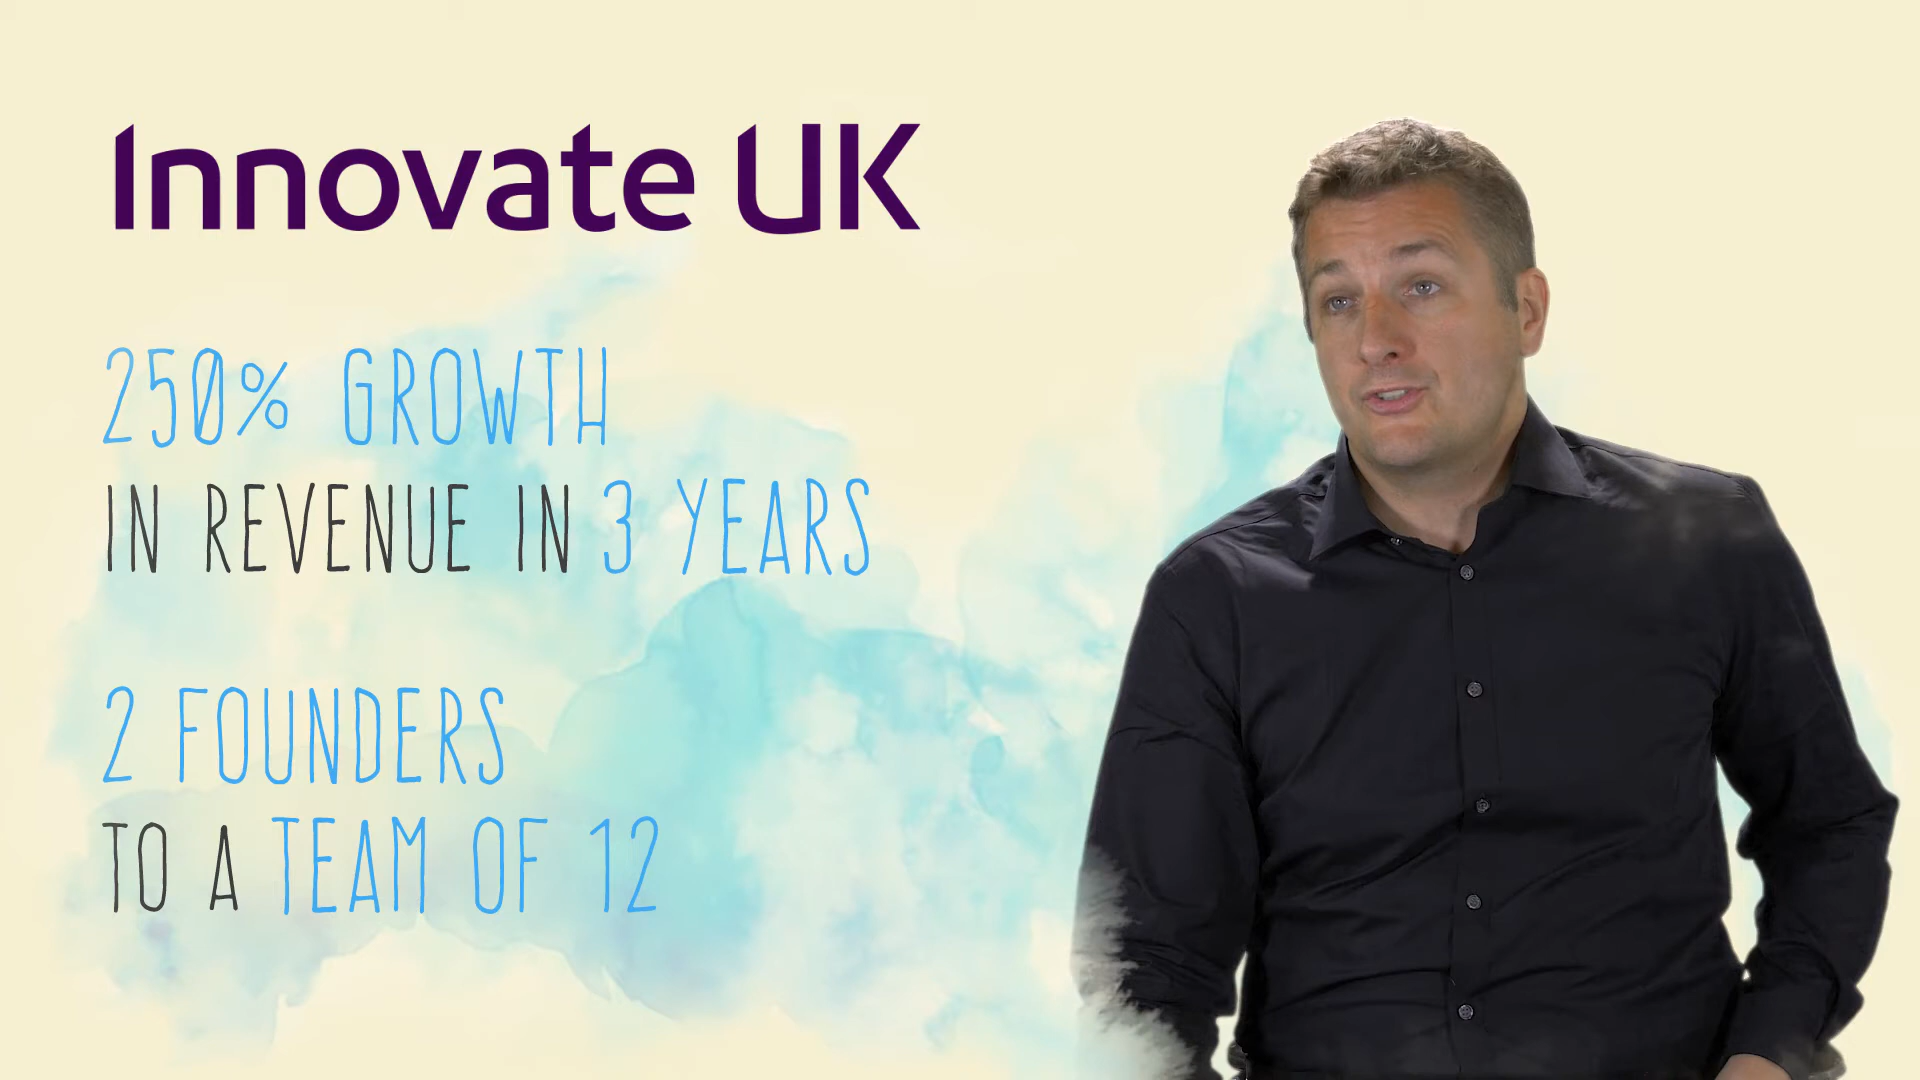 Innovate UK
250% GROWTH
IN REVENUE IN 3 YEARS
2 FOUNDERS
TO A TEAM OF 12